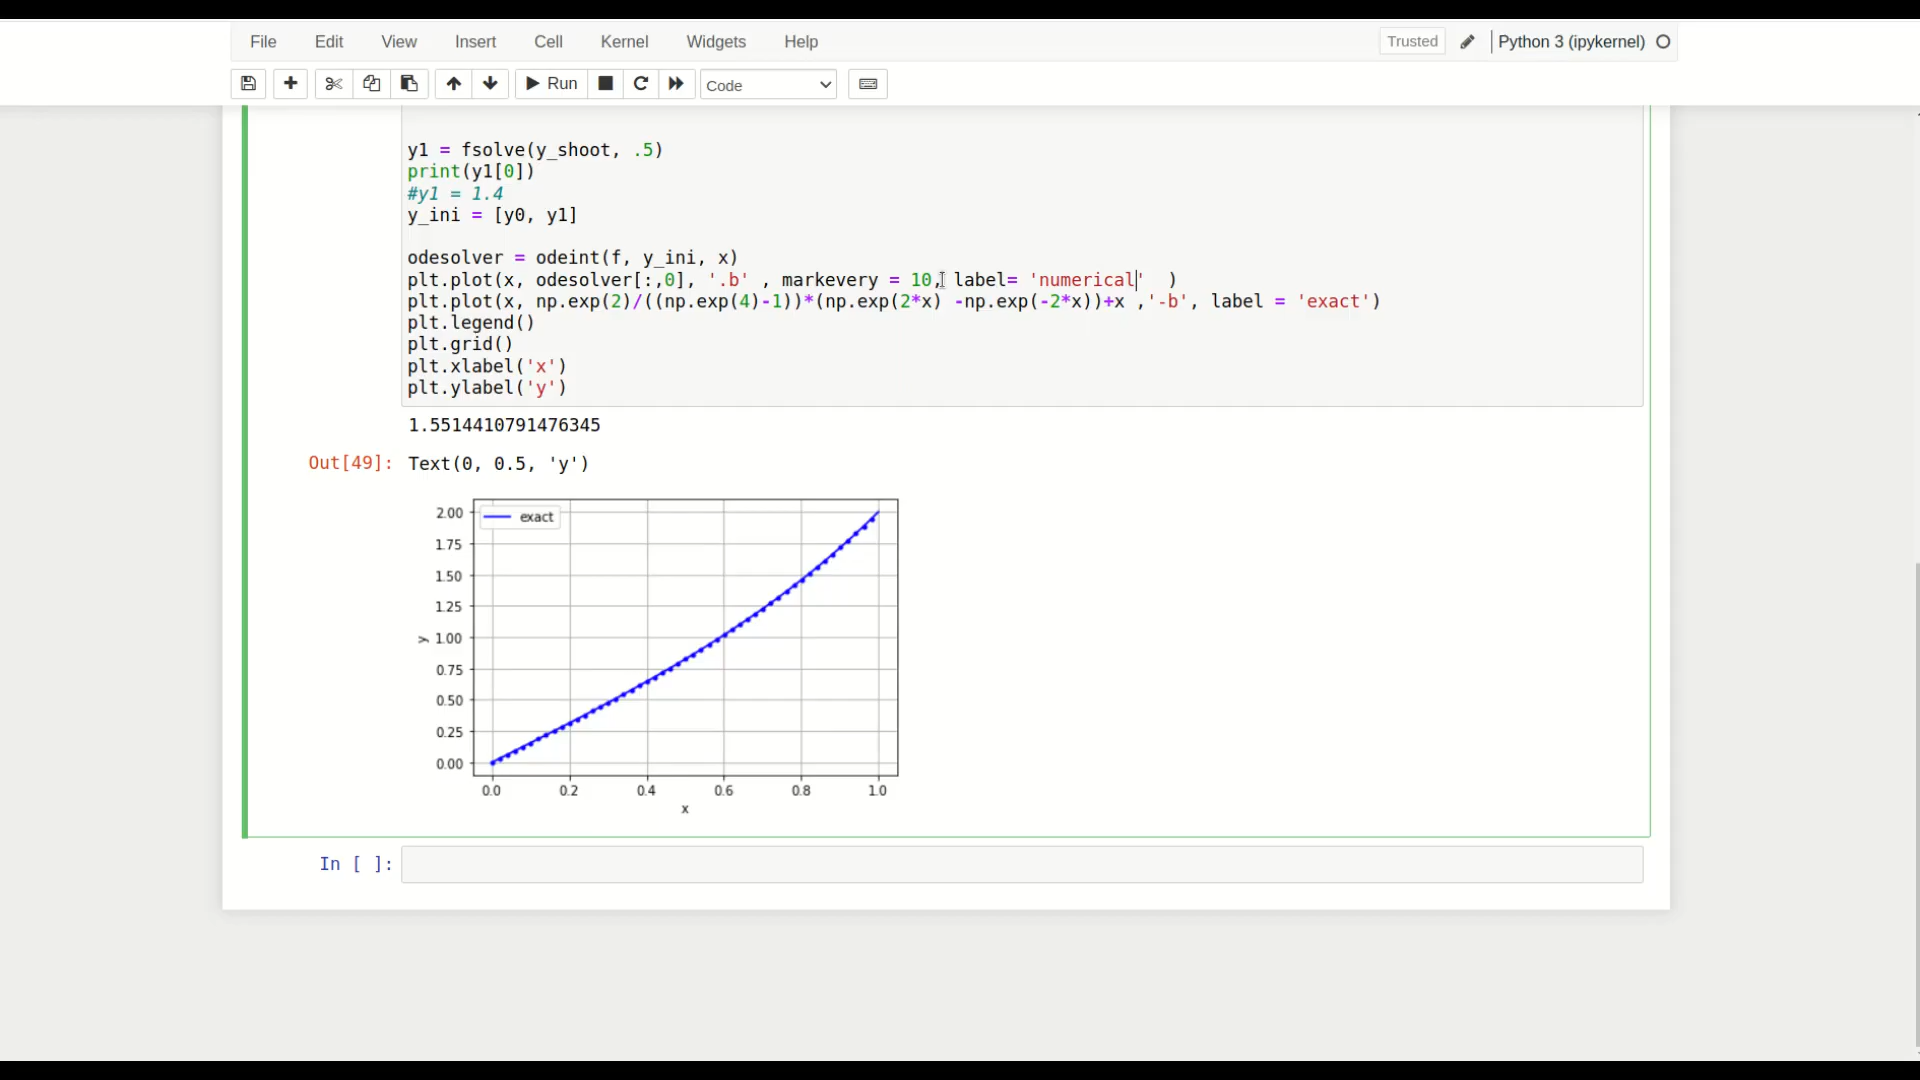 File Edit View Insert Cell Kernel Widgets Help Trusted Python 3 (ipykernel)
Run Code
y1 = fsolve(y_shoot, .5)
print(y1[0])
#y1 = 1.4
y_ini = [y0, y1]
odesolver = odeint(f, y_ini, x)
plt.plot(x, odesolver[:,0], '.b' , markevery = 10, label= 'numerical'  )
plt.plot(x, np.exp(2)/((np.exp(4)-1))*(np.exp(2*x) -np.exp(-2*x))+x ,'-b', label = 'exact')
plt.legend()
plt.grid()
plt.xlabel('x')
plt.ylabel('y')
1.5514410791476345
Out[49]: Text(0, 0.5, 'y')
exact
2.00
1.75
1.50
1.25
1.00
0.75
0.50
0.25
0.00
y
0.0 0.2 0.4 0.6 0.8 1.0
x
In [ ]: